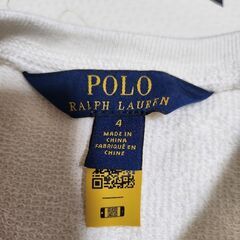 POLO
RALPH LAUREN
4
MADE IN
CHINA
FABRIQUÉ EN
CHINE